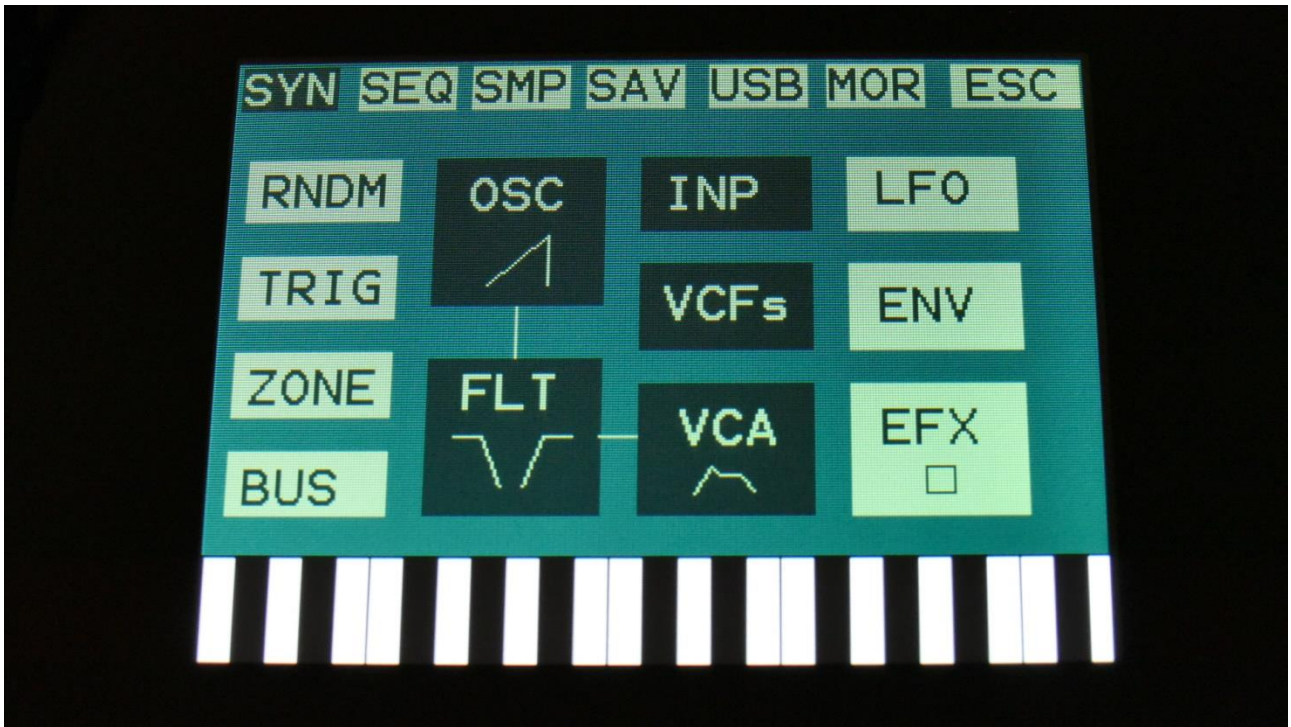 SYN SEQ SMP SAV USB MOR ESC
RNDM OSC INP LFO
TRIG VCFs ENV
ZONE FLT VCA EFX
BUS